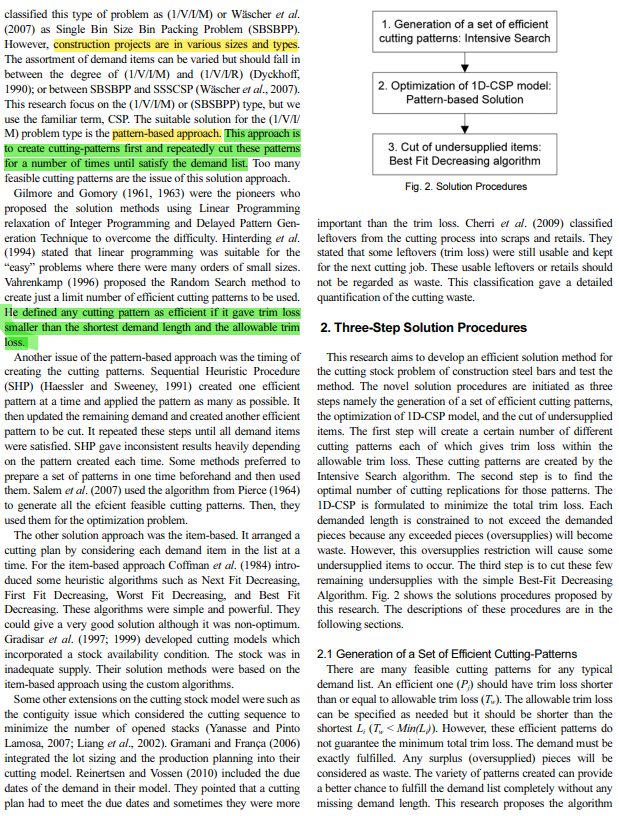 classified this type of problem as (1/V/I/M) or Wäscher et al.
(2007) as Single Bin Size Bin Packing Problem (SBSBPP).
However, construction projects are in various sizes and types.
The assortment of demand items can be varied but should fall in
between the degree of (1/V/I/M) and (1/V/I/R) (Dyckhoff,
1990); or between SBSBPP and SSSCSP (Wäscher et al., 2007).
This research focus on the (1/V/I/M) or (SBSBPP) type, but we
use the familiar term, CSP. The suitable solution for the (1/V/I/
M) problem type is the pattern-based approach. This approach is
to create cutting-patterns first and repeatedly cut these patterns
for a number of times until satisfy the demand list. Too many
feasible cutting patterns are the issue of this solution approach.
Gilmore and Gomory (1961, 1963) were the pioneers who
proposed the solution methods using Linear Programming
relaxation of Integer Programming and Delayed Pattern Gen-
eration Technique to overcome the difficulty. Hinterding et al.
(1994) stated that linear programming was suitable for the
“easy” problems where there were many orders of small sizes.
Vahrenkamp (1996) proposed the Random Search method to
create just a limit number of efficient cutting patterns to be used.
He defined any cutting pattern as efficient if it gave trim loss
smaller than the shortest demand length and the allowable trim
loss.
Another issue of the pattern-based approach was the timing of
creating the cutting patterns. Sequential Heuristic Procedure
(SHP) (Haessler and Sweeney, 1991) created one efficient
pattern at a time and applied the pattern as many as possible. It
then updated the remaining demand and created another efficient
pattern to be cut. It repeated these steps until all demand items
were satisfied. SHP gave inconsistent results heavily depending
on the pattern created each time. Some methods preferred to
prepare a set of patterns in one time beforehand and then used
them. Salem et al. (2007) used the algorithm from Pierce (1964)
to generate all the efcient feasible cutting patterns. Then, they
used them for the optimization problem.
The other solution approach was the item-based. It arranged a
cutting plan by considering each demand item in the list at a
time. For the item-based approach Coffman et al. (1984) intro-
duced some heuristic algorithms such as Next Fit Decreasing,
First Fit Decreasing, Worst Fit Decreasing, and Best Fit
Decreasing. These algorithms were simple and powerful. They
could give a very good solution although it was non-optimum.
Gradisar et al. (1997; 1999) developed cutting models which
incorporated a stock availability condition. The stock was in
inadequate supply. Their solution methods were based on the
item-based approach using the custom algorithms.
Some other extensions on the cutting stock model were such as
the contiguity issue which considered the cutting sequence to
minimize the number of opened stacks (Yanasse and Pinto
Lamosa, 2007; Liang et al., 2002). Gramani and França (2006)
integrated the lot sizing and the production planning into their
cutting model. Reinertsen and Vossen (2010) included the due
dates of the demand in their model. They pointed that a cutting
plan had to meet the due dates and sometimes they were more
1. Generation of a set of efficient
cutting patterns: Intensive Search
2. Optimization of 1D-CSP model:
Pattern-based Solution
3. Cut of undersupplied items:
Best Fit Decreasing algorithm
Fig. 2. Solution Procedures
important than the trim loss. Cherri et al. (2009) classified
leftovers from the cutting process into scraps and retails. They
stated that some leftovers (trim loss) were still usable and kept
for the next cutting job. These usable leftovers or retails should
not be regarded as waste. This classification gave a detailed
quantification of the cutting waste.
2. Three-Step Solution Procedures
This research aims to develop an efficient solution method for
the cutting stock problem of construction steel bars and test the
method. The novel solution procedures are initiated as three
steps namely the generation of a set of efficient cutting patterns,
the optimization of 1D-CSP model, and the cut of undersupplied
items. The first step will create a certain number of different
cutting patterns each of which gives trim loss within the
allowable trim loss. These cutting patterns are created by the
Intensive Search algorithm. The second step is to find the
optimal number of cutting replications for those patterns. The
1D-CSP is formulated to minimize the total trim loss. Each
demanded length is constrained to not exceed the demanded
pieces because any exceeded pieces (oversupplies) will become
waste. However, this oversupplies restriction will cause some
undersupplied items to occur. The third step is to cut these few
remaining undersupplies with the simple Best-Fit Decreasing
Algorithm. Fig. 2 shows the solutions procedures proposed by
this research. The descriptions of these procedures are in the
following sections.
2.1 Generation of a Set of Efficient Cutting-Patterns
There are many feasible cutting patterns for any typical
demand list. An efficient one (Pj) should have trim loss shorter
than or equal to allowable trim loss (Tw). The allowable trim loss
can be specified as needed but it should be shorter than the
shortest Li (Tw < Min(Li)). However, these efficient patterns do
not guarantee the minimum total trim loss. The demand must be
exactly fulfilled. Any surplus (oversupplied) pieces will be
considered as waste. The variety of patterns created can provide
a better chance to fulfill the demand list completely without any
missing demand length. This research proposes the algorithm